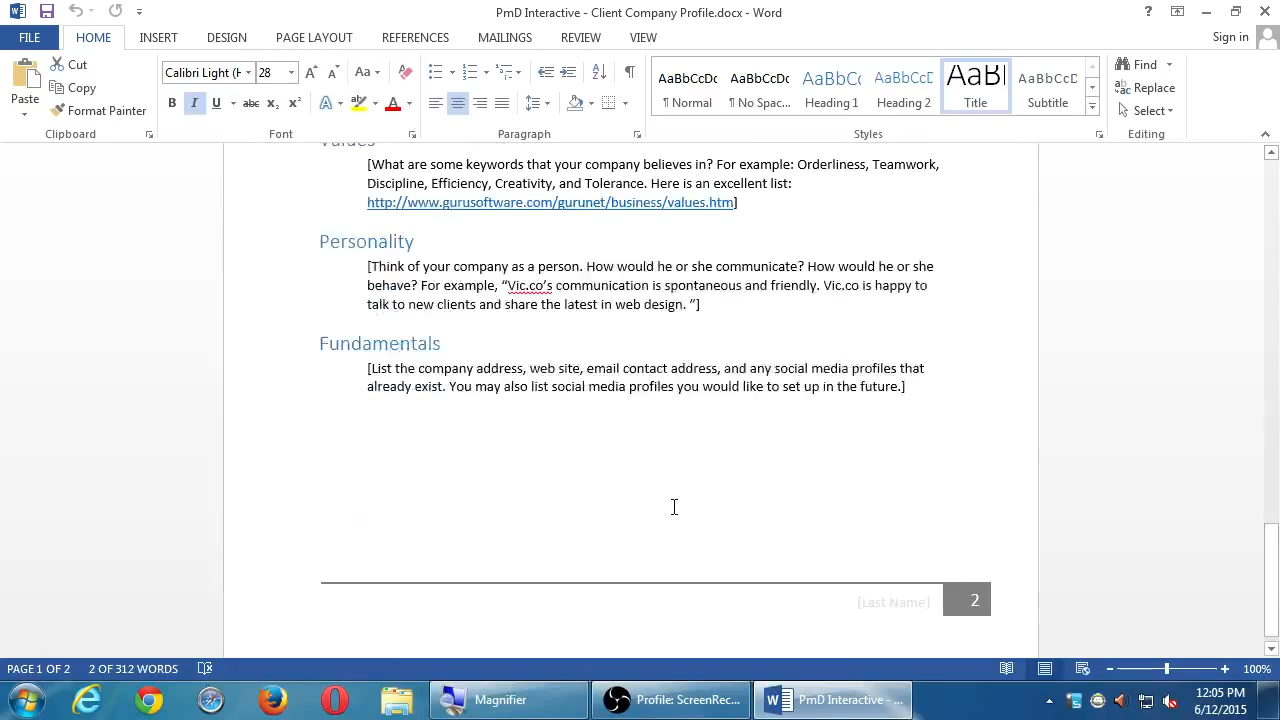 PmD Interactive - Client Company Profile.docx - Word
FILE HOME INSERT DESIGN PAGE LAYOUT REFERENCES MAILINGS REVIEW VIEW Sign in
Paste
Cut
Copy
Format Painter
Clipboard
Calibri Light (H 28
Aa
B I U abc x₂ x²
A A
Font
Paragraph
AaBbCcDc AaBbCcDc AaBbCc AaBbCcD AaB AaBbCcD
¶ Normal ¶ No Spac... Heading 1 Heading 2 Title Subtitle
Styles
Find
Replace
Select
Editing
Values
[What are some keywords that your company believes in? For example: Orderliness, Teamwork,
Discipline, Efficiency, Creativity, and Tolerance. Here is an excellent list:
http://www.gurusoftware.com/gurunet/business/values.htm]
Personality
[Think of your company as a person. How would he or she communicate? How would he or she
behave? For example, “Vic.co’s communication is spontaneous and friendly. Vic.co is happy to
talk to new clients and share the latest in web design. ”]
Fundamentals
[List the company address, web site, email contact address, and any social media profiles that
already exist. You may also list social media profiles you would like to set up in the future.]
[Last Name] 2
PAGE 1 OF 2 2 OF 312 WORDS 100%
Magnifier Profile: ScreenRec... PmD Interactive - ... 12:05 PM
6/12/2015